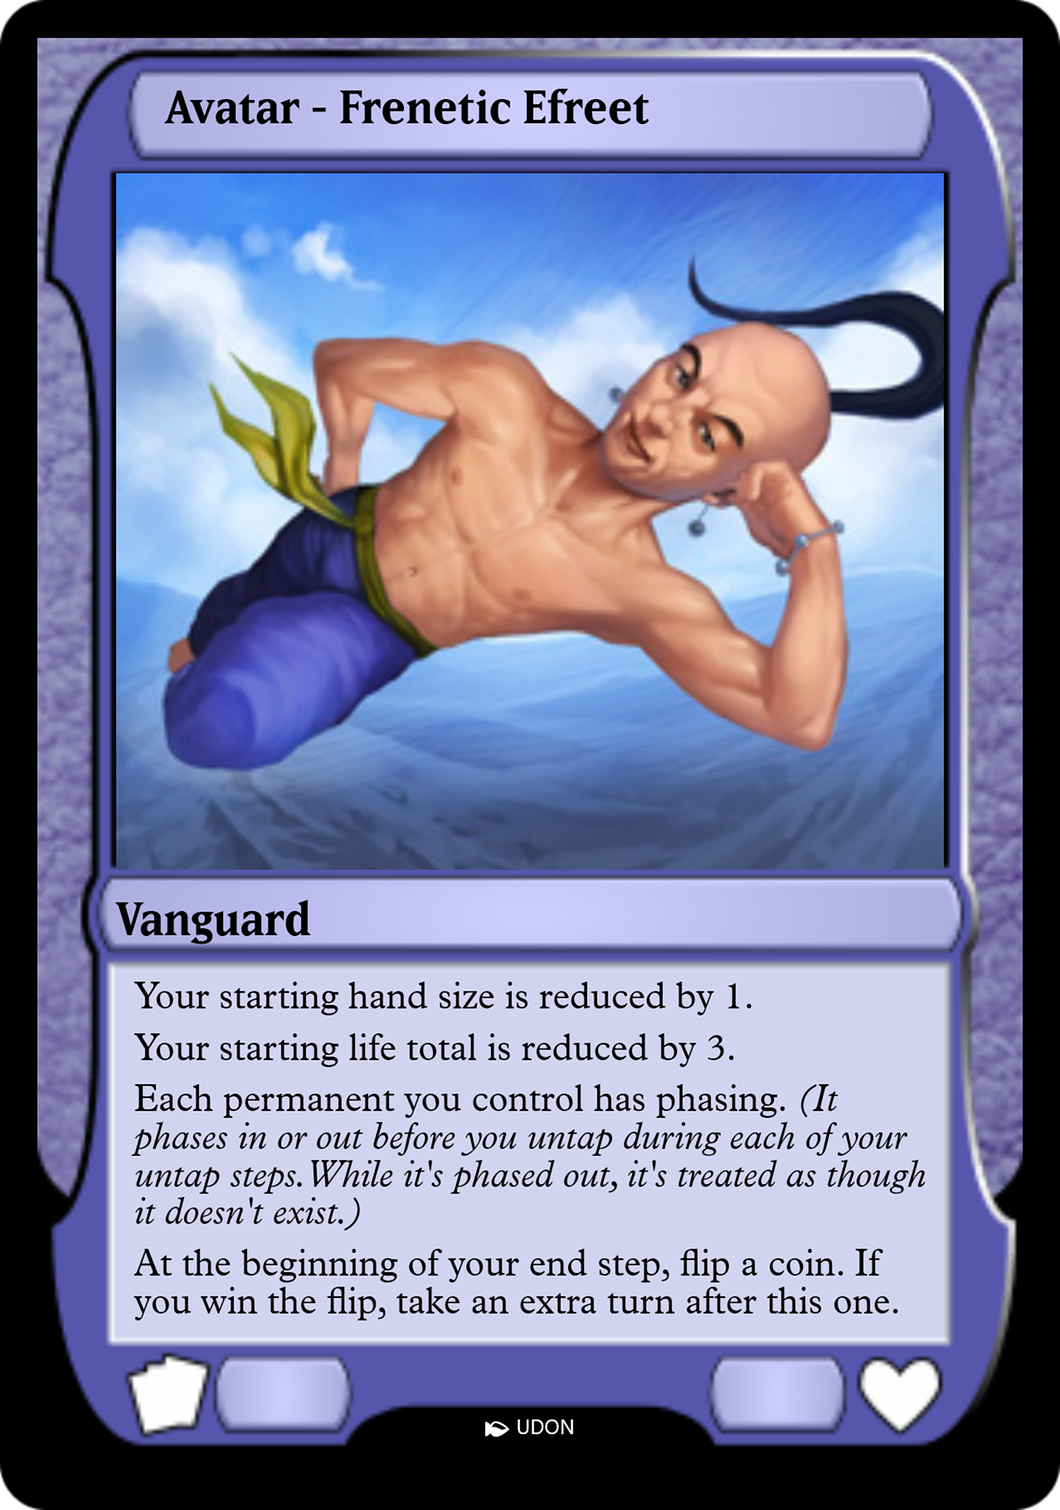 Avatar - Frenetic Efreet
Vanguard
Your starting hand size is reduced by 1.
Your starting life total is reduced by 3.
Each permanent you control has phasing. (It
phases in or out before you untap during each of your
untap steps. While it's phased out, it's treated as though
it doesn't exist.)
At the beginning of your end step, flip a coin. If
you win the flip, take an extra turn after this one.
UDON